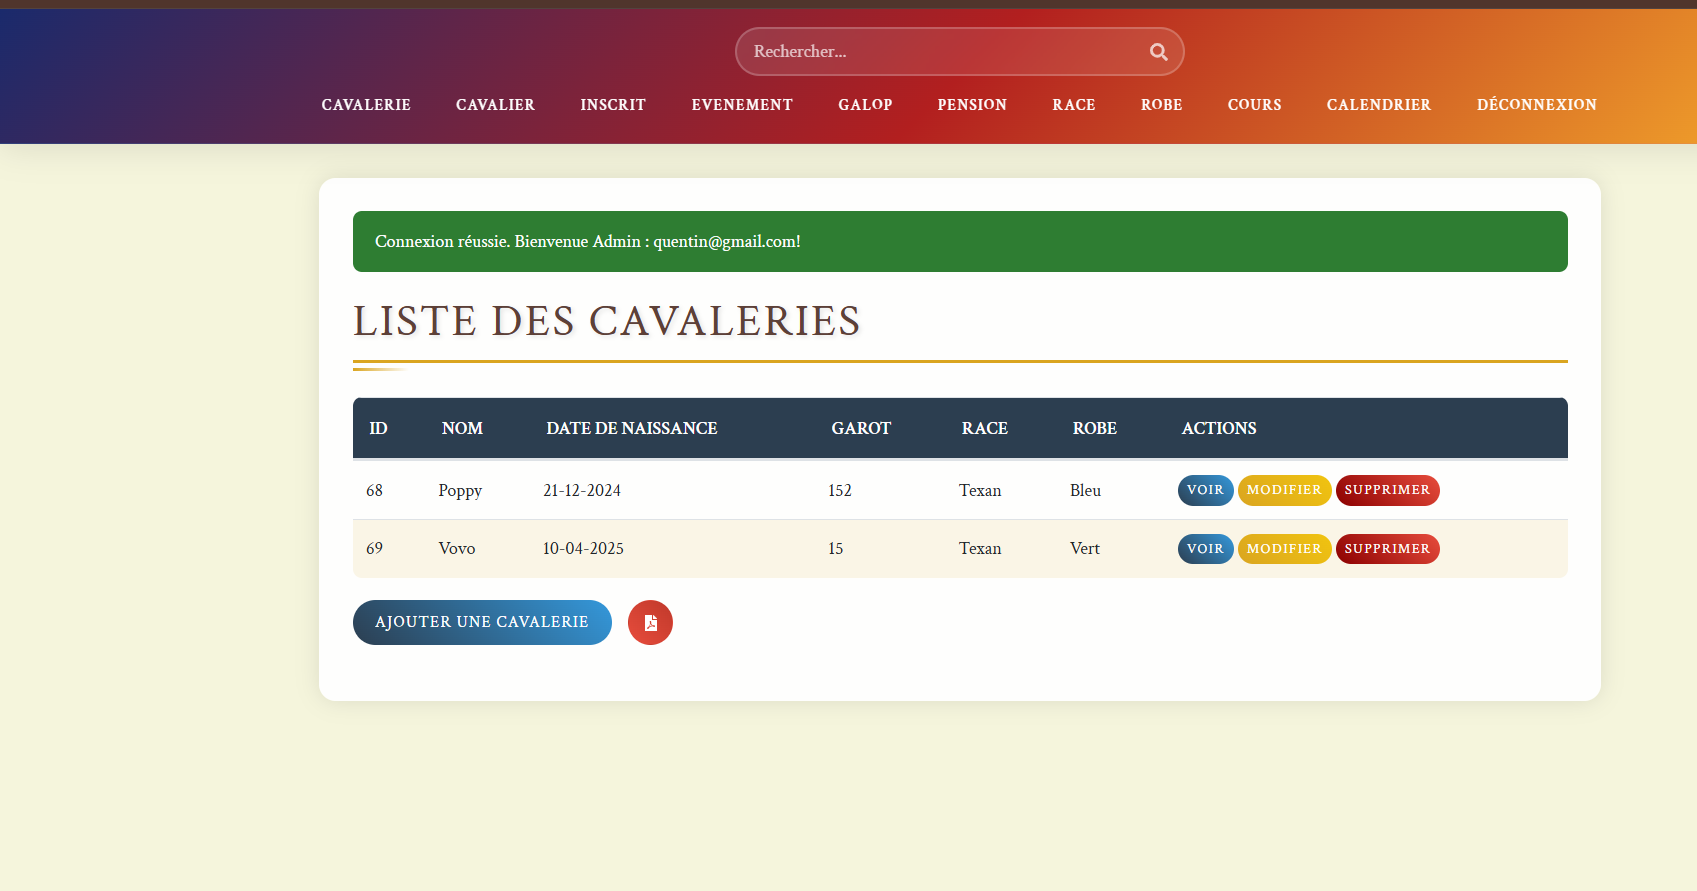 Rechercher...
CAVALERIE CAVALIER INSCRIT EVENEMENT GALOP PENSION RACE ROBE COURS CALENDRIER DÉCONNEXION
Connexion réussie. Bienvenue Admin : quentin@gmail.com!
LISTE DES CAVALERIES
ID NOM DATE DE NAISSANCE GAROT RACE ROBE ACTIONS
68 Poppy 21-12-2024 152 Texan Bleu VOIR MODIFIER SUPPRIMER
69 Vovo 10-04-2025 15 Texan Vert VOIR MODIFIER SUPPRIMER
AJOUTER UNE CAVALERIE